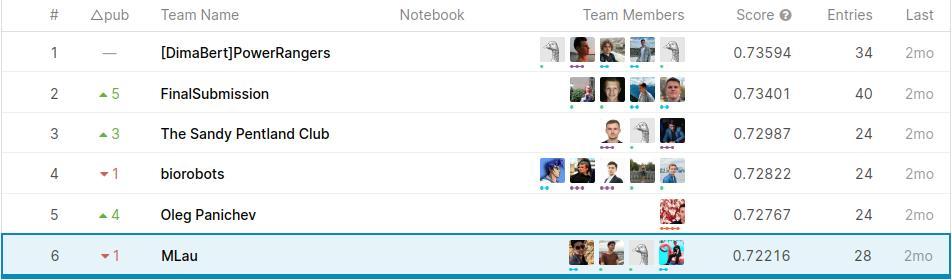 # △pub Team Name Notebook Team Members Score Entries Last
1 — [DimaBert]PowerRangers 0.73594 34 2mo
2 ▲ 5 FinalSubmission 0.73401 40 2mo
3 ▲ 3 The Sandy Pentland Club 0.72987 24 2mo
4 ▼ 1 biorobots 0.72822 24 2mo
5 ▲ 4 Oleg Panichev 0.72767 24 2mo
6 ▼ 1 MLau 0.72216 28 2mo